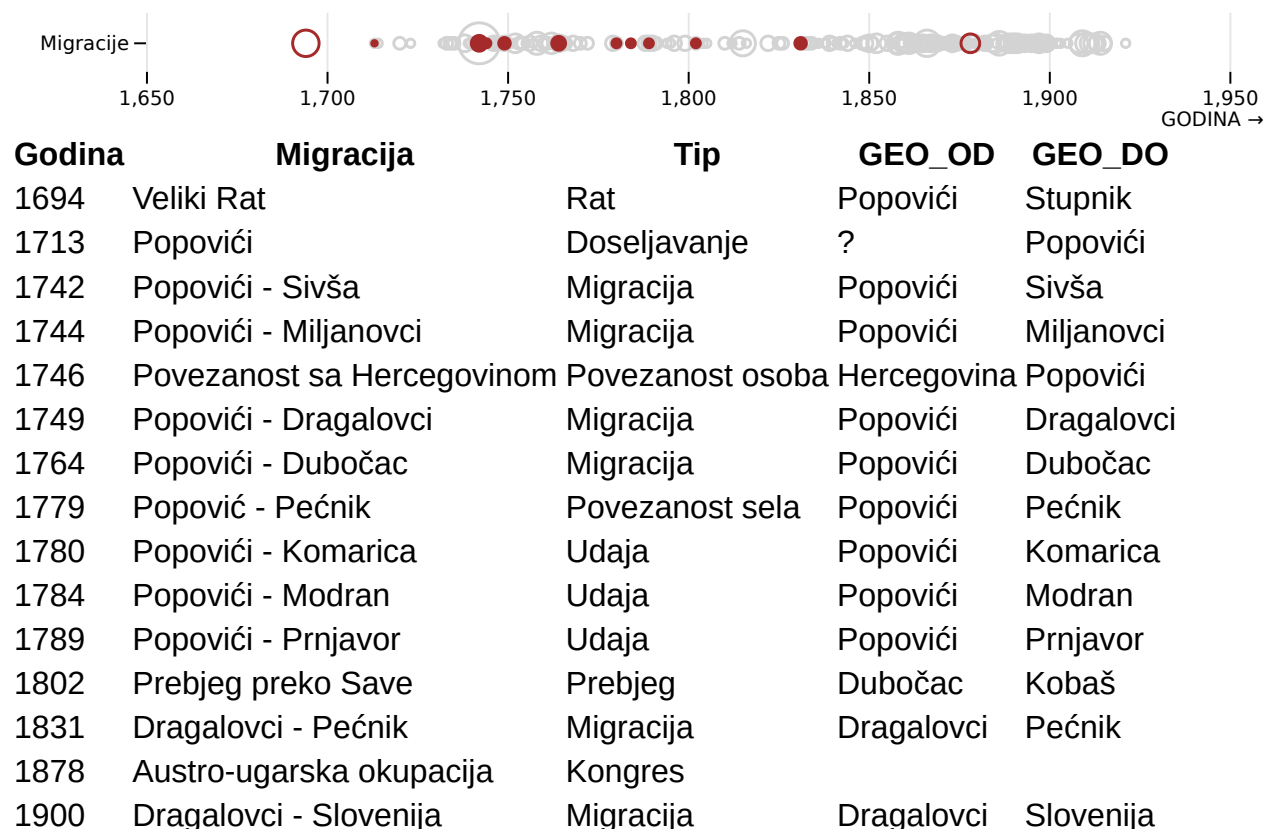 Migracije
1,650 1,700 1,750 1,800 1,850 1,900 1,950
GODINA →
Godina Migracija Tip GEO_OD GEO_DO
1694 Veliki Rat Rat Popovići Stupnik
1713 Popovići Doseljavanje ? Popovići
1742 Popovići - Sivša Migracija Popovići Sivša
1744 Popovići - Miljanovci Migracija Popovići Miljanovci
1746 Povezanost sa Hercegovinom Povezanost osoba Hercegovina Popovići
1749 Popovići - Dragalovci Migracija Popovići Dragalovci
1764 Popovići - Dubočac Migracija Popovići Dubočac
1779 Popović - Pećnik Povezanost sela Popovići Pećnik
1780 Popovići - Komarica Udaja Popovići Komarica
1784 Popovići - Modran Udaja Popovići Modran
1789 Popovići - Prnjavor Udaja Popovići Prnjavor
1802 Prebjeg preko Save Prebjeg Dubočac Kobaš
1831 Dragalovci - Pećnik Migracija Dragalovci Pećnik
1878 Austro-ugarska okupacija Kongres
1900 Dragalovci - Slovenija Migracija Dragalovci Slovenija